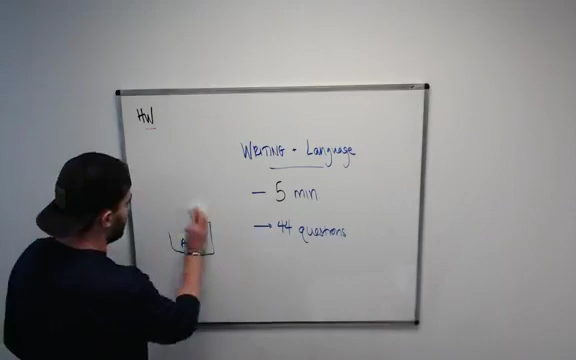 HW
WRITING + Language
— 5 min
→ 44 questions